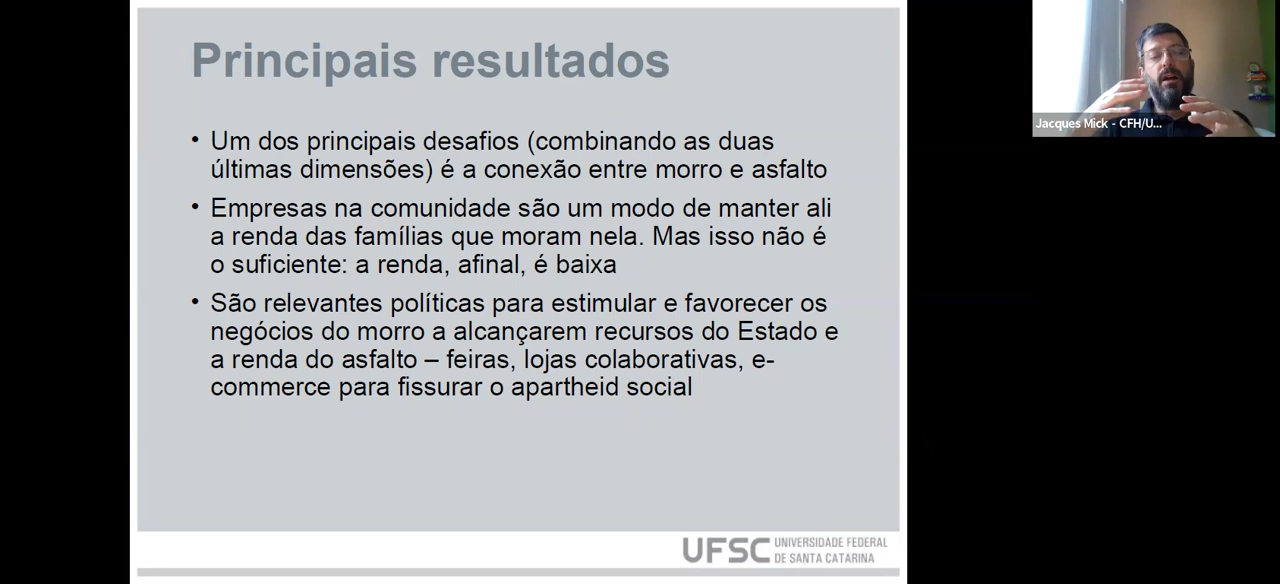 Principais resultados
• Um dos principais desafios (combinando as duas
últimas dimensões) é a conexão entre morro e asfalto
• Empresas na comunidade são um modo de manter ali
a renda das famílias que moram nela. Mas isso não é
o suficiente: a renda, afinal, é baixa
• São relevantes políticas para estimular e favorecer os
negócios do morro a alcançarem recursos do Estado e
a renda do asfalto – feiras, lojas colaborativas, e-
commerce para fissurar o apartheid social
UFSC UNIVERSIDADE FEDERAL
DE SANTA CATARINA
Jacques Mick - CFH/U...